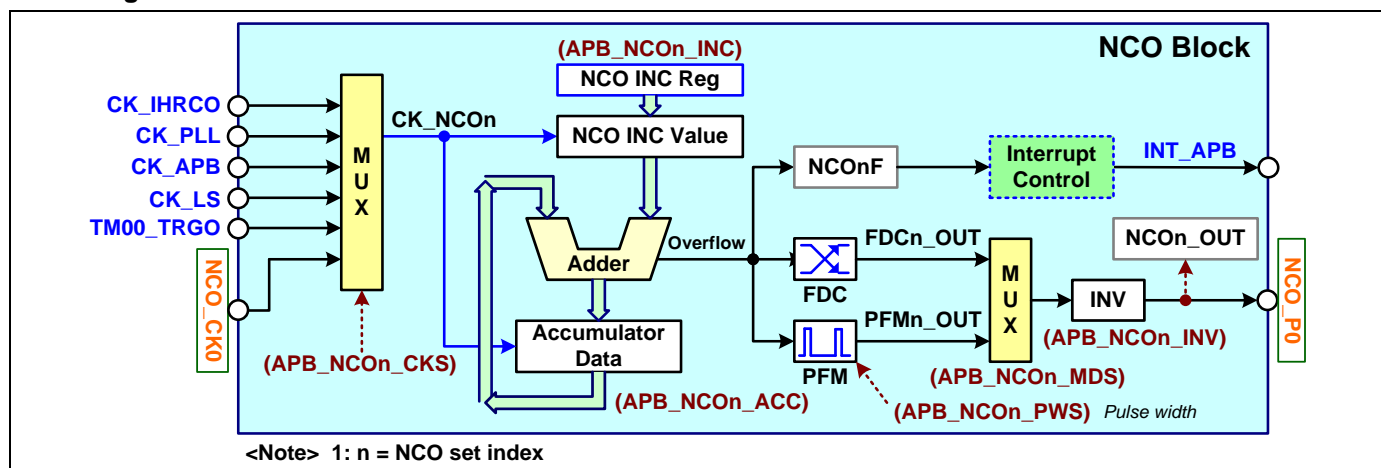 NCO Block
(APB_NCOn_INC)
NCO INC Reg
CK_IHRCO
CK_PLL
CK_APB
CK_LS
TM00_TRGO
NCO_CK0
MUX
CK_NCOn
(APB_NCOn_CKS)
NCO INC Value
Adder
Overflow
Accumulator
Data
(APB_NCOn_ACC)
NCOnF
Interrupt
Control
INT_APB
FDCn_OUT
FDC
PFMn_OUT
PFM
MUX
(APB_NCOn_MDS)
(APB_NCOn_PWS)
Pulse width
INV
(APB_NCOn_INV)
NCOn_OUT
NCO_P0
<Note> 1: n = NCO set index